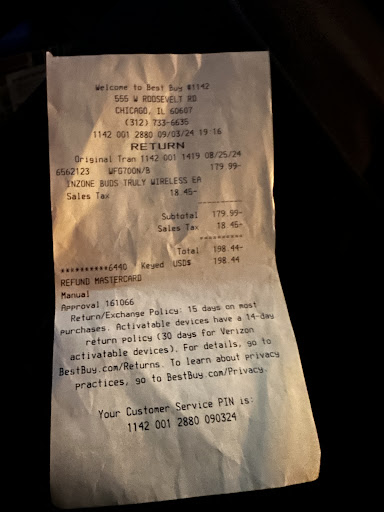 Welcome to Best Buy #1142
555 W ROOSEVELT RD
CHICAGO, IL 60607
(312) 733-6635
1142 001 2880 09/03/24 19 16
RETURN
Original Tran 1142 001 1419 08/25/24
6562123 WFG700N/B 179.99-
INZONE BUDS TRULY WIRELESS EA
Sales Tax 18.45-
Subtotal 179.99-
Sales Tax 18.45-
Total 198.44-
**********6440 Keyed USD$ 198.44
REFUND MASTERCARD
Manual
Approval 161066
Return/Exchange Policy: 15 days on most
purchases. Activatable devices have a 14-day
return policy (30 days for Verizon
activatable devices). For details, go to
BestBuy.com/Returns. To learn about privacy
practices, go to BestBuy.com/Privacy.
Your Customer Service PIN is:
1142 001 2880 090324